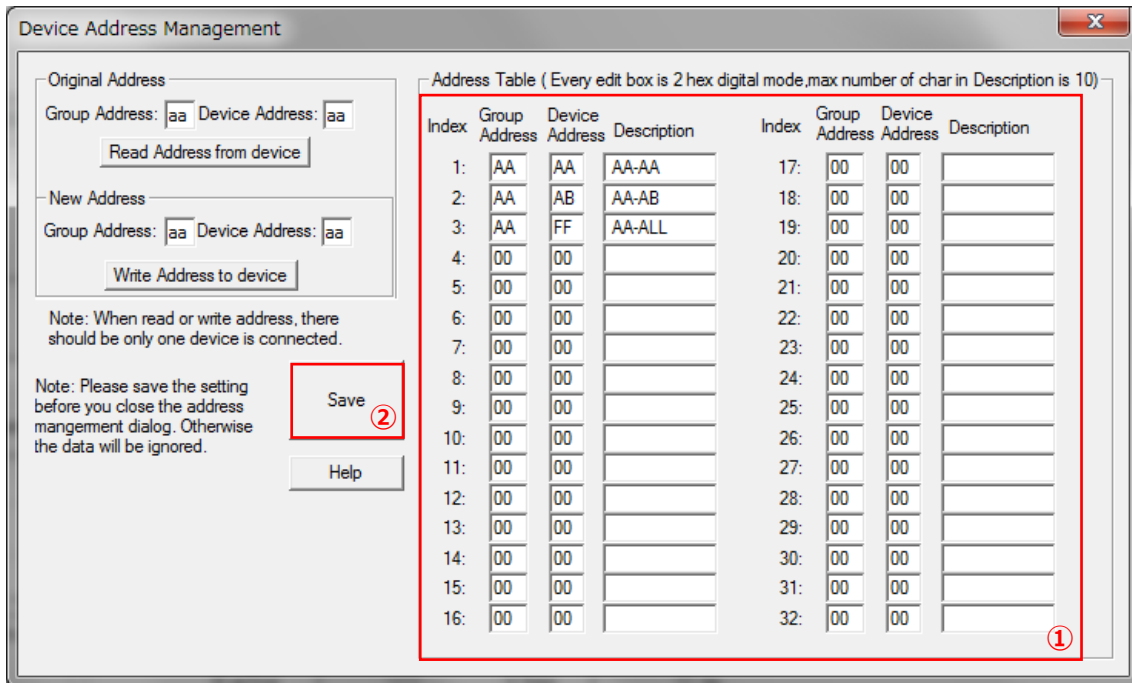 Device Address Management
x
Original Address
Group Address: aa Device Address: aa
Read Address from device
New Address
Group Address: aa Device Address: aa
Write Address to device
Note: When read or write address, there
should be only one device is connected.
Note: Please save the setting
before you close the address
mangement dialog. Otherwise
the data will be ignored.
Save
②
Help
Address Table ( Every edit box is 2 hex digital mode,max number of char in Description is 10)
Index Group Address Device Address Description
1: AA AA AA-AA
2: AA AB AA-AB
3: AA FF AA-ALL
4: 00 00
5: 00 00
6: 00 00
7: 00 00
8: 00 00
9: 00 00
10: 00 00
11: 00 00
12: 00 00
13: 00 00
14: 00 00
15: 00 00
16: 00 00
Index Group Address Device Address Description
17: 00 00
18: 00 00
19: 00 00
20: 00 00
21: 00 00
22: 00 00
23: 00 00
24: 00 00
25: 00 00
26: 00 00
27: 00 00
28: 00 00
29: 00 00
30: 00 00
31: 00 00
32: 00 00
①